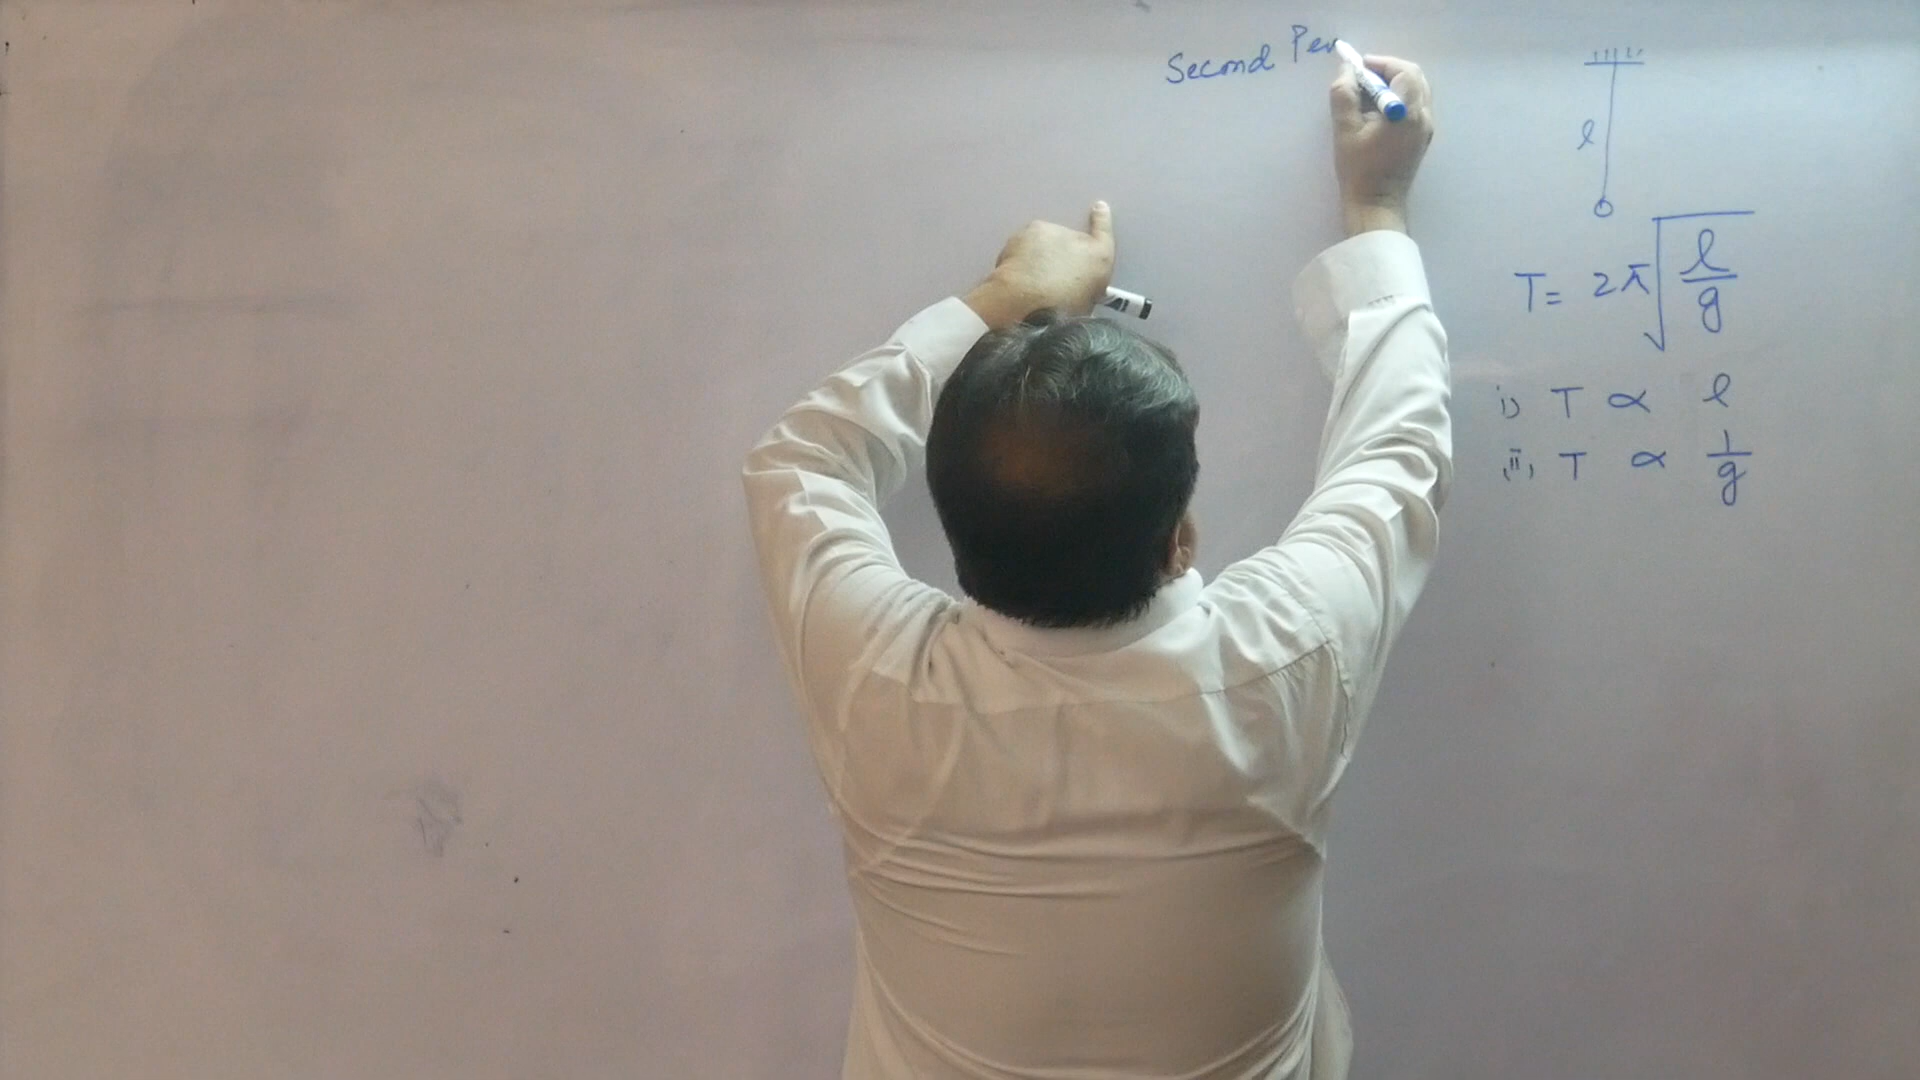 Second Pen
l
T = 2π√(l/g)
i) T ∝ l
ii) T ∝ 1/g